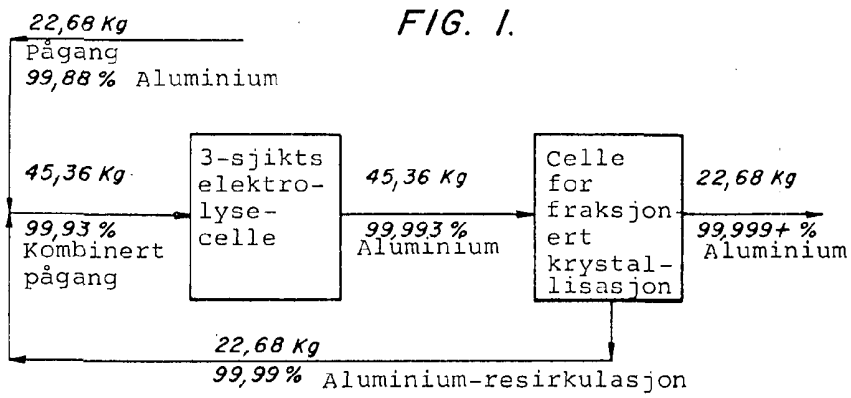 FIG. 1.
22,68 Kg
Pågang
99,88 % Aluminium
45,36 Kg
99,93 %
Kombinert
pågang
3-sjikts
elektro-
lyse-
celle
45,36 Kg
99,993 %
Aluminium
Celle
for
fraksjon
ert
krystal-
lisasjon
22,68 Kg
99,999+ %
Aluminium
22,68 Kg
99,99 % Aluminium-resirkulasjon